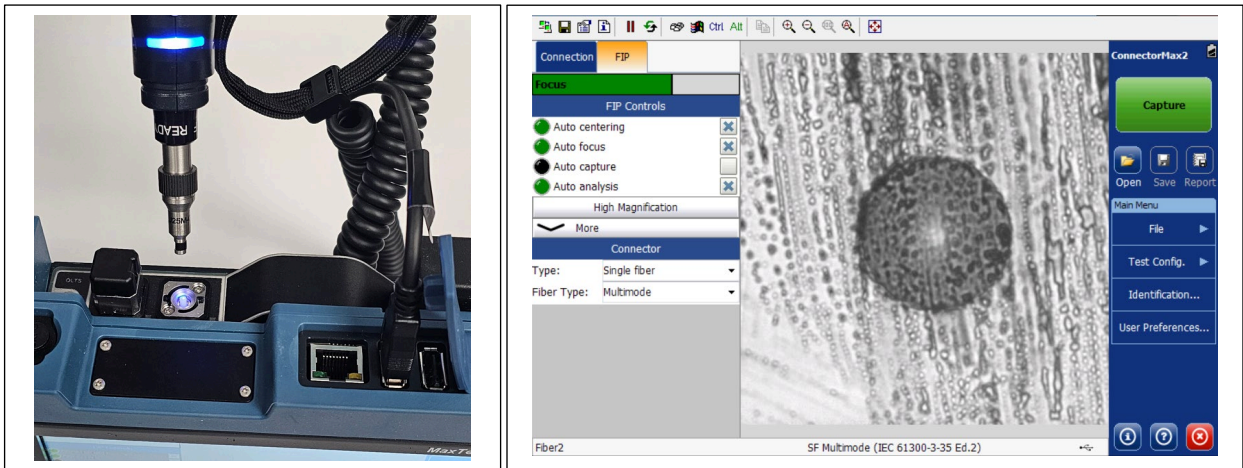 READY
OLTS
MaxTe
Ctrl Alt
Connection FIP
Focus
FIP Controls
Auto centering
Auto focus
Auto capture
Auto analysis
High Magnification
More
Connector
Type: Single fiber
Fiber Type: Multimode
Fiber2
SF Multimode (IEC 61300-3-35 Ed.2)
ConnectorMax2
Capture
Open Save Report
Main Menu
File
Test Config.
Identification...
User Preferences...